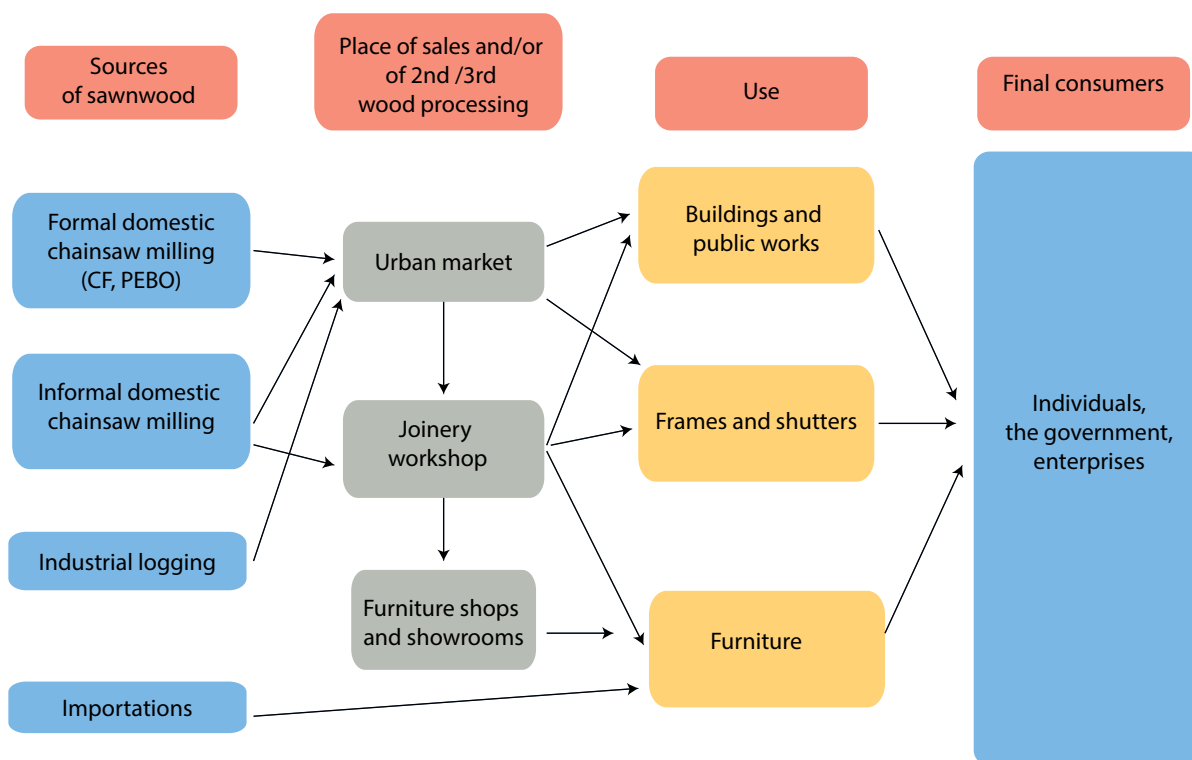 Sources
of sawnwood
Place of sales and/or
of 2nd /3rd
wood processing
Use
Final consumers
Formal domestic
chainsaw milling
(CF, PEBO)
Informal domestic
chainsaw milling
Industrial logging
Importations
Urban market
Joinery
workshop
Furniture shops
and showrooms
Buildings and
public works
Frames and shutters
Furniture
Individuals,
the government,
enterprises